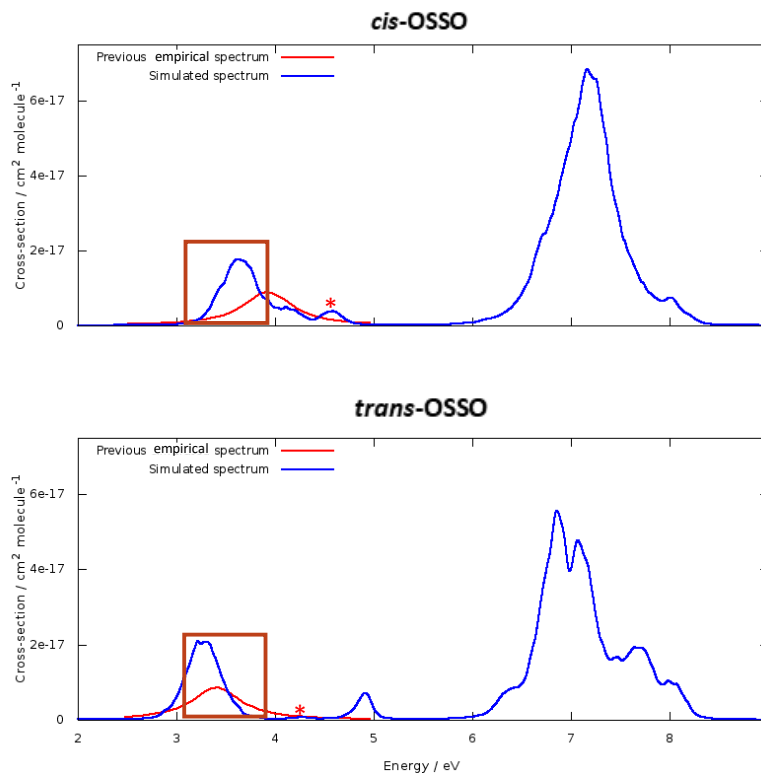 cis-OSSO
Previous empirical spectrum
Simulated spectrum
Cross-section / cm² molecule⁻¹
6e-17
4e-17
2e-17
0
*
trans-OSSO
Previous empirical spectrum
Simulated spectrum
Cross-section / cm² molecule⁻¹
6e-17
4e-17
2e-17
0
*
2 3 4 5 6 7 8
Energy / eV